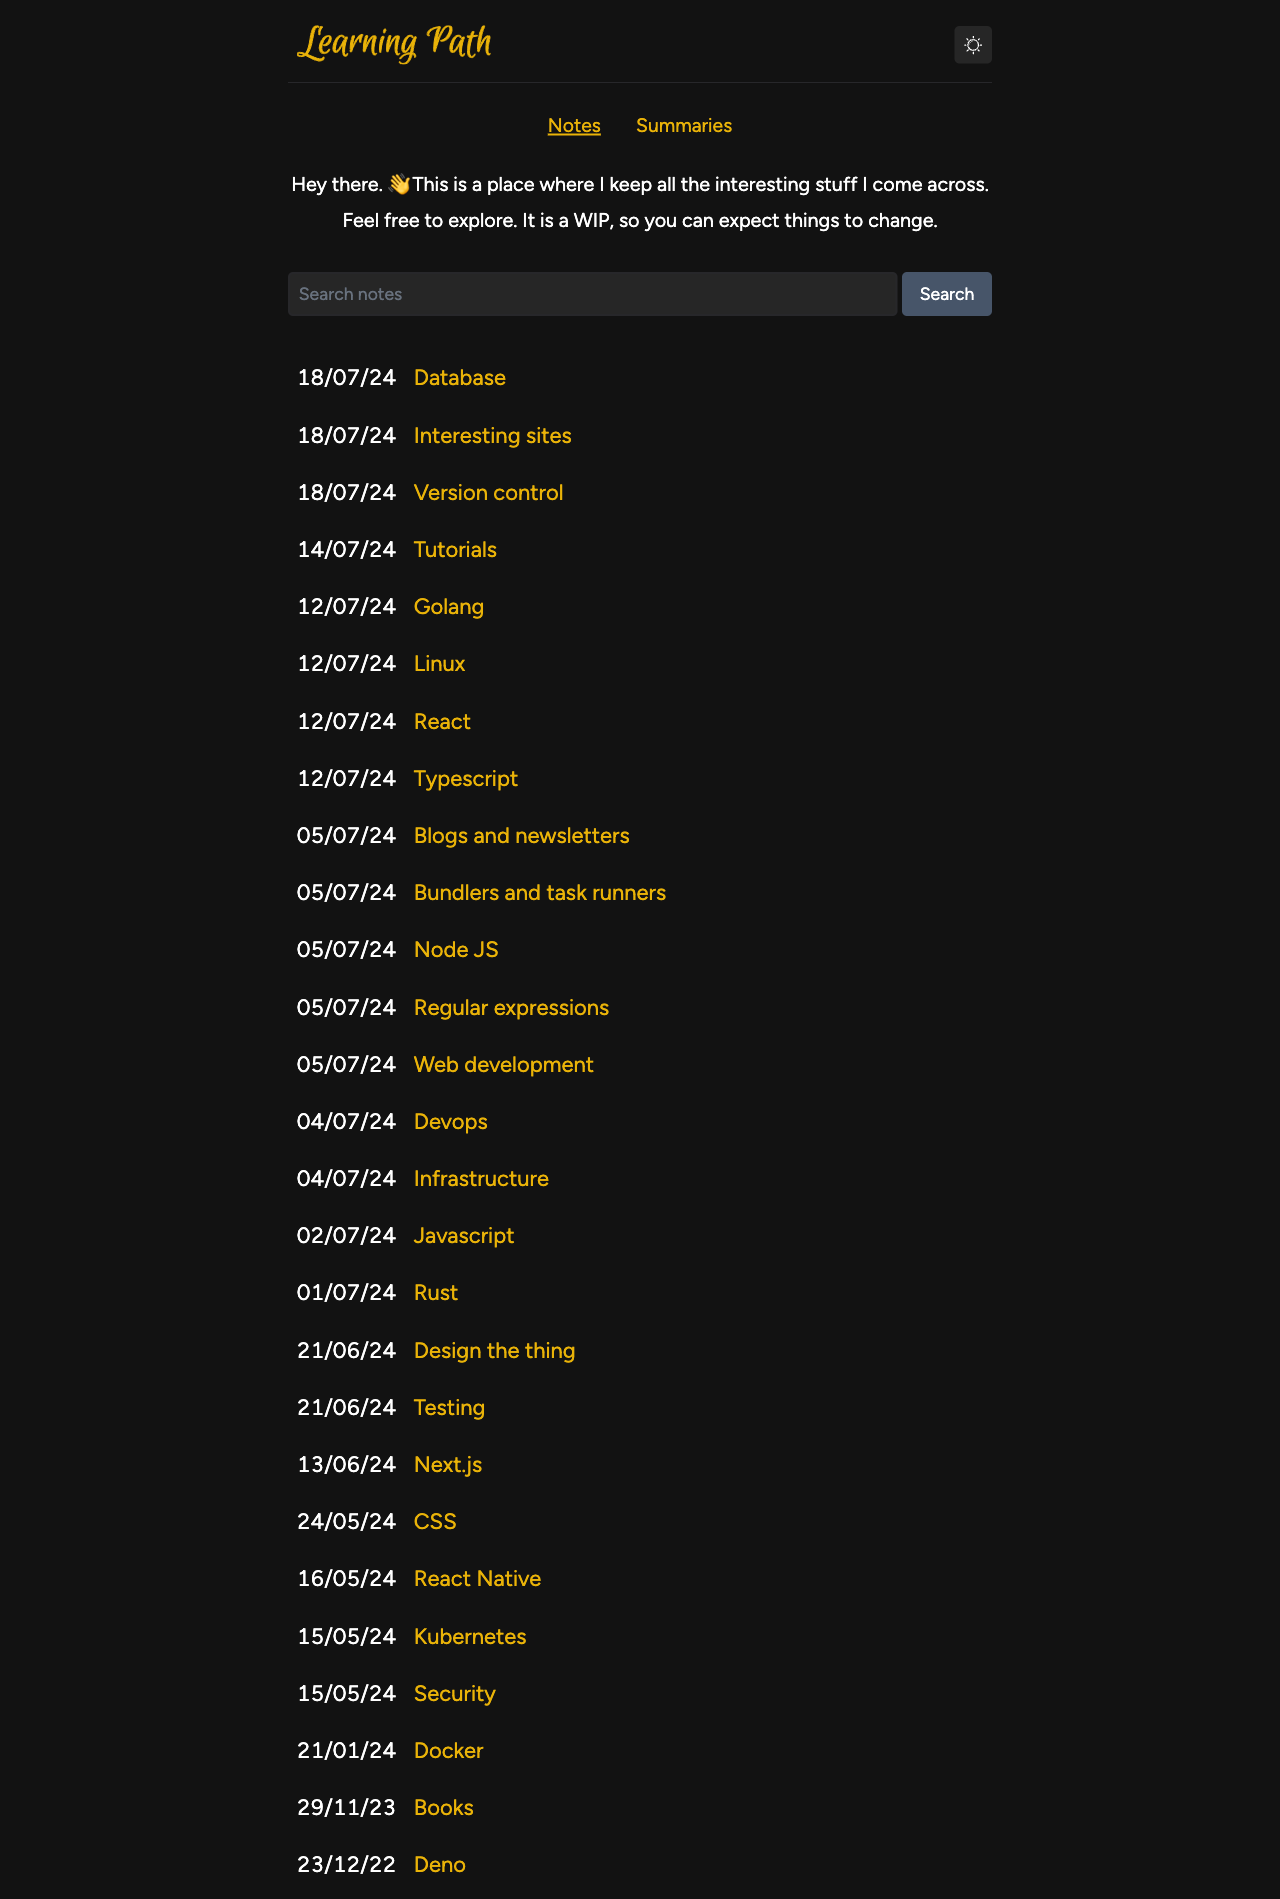 Learning Path
Notes Summaries
Hey there. 👋This is a place where I keep all the interesting stuff I come across.
Feel free to explore. It is a WIP, so you can expect things to change.
Search notes Search
18/07/24 Database
18/07/24 Interesting sites
18/07/24 Version control
14/07/24 Tutorials
12/07/24 Golang
12/07/24 Linux
12/07/24 React
12/07/24 Typescript
05/07/24 Blogs and newsletters
05/07/24 Bundlers and task runners
05/07/24 Node JS
05/07/24 Regular expressions
05/07/24 Web development
04/07/24 Devops
04/07/24 Infrastructure
02/07/24 Javascript
01/07/24 Rust
21/06/24 Design the thing
21/06/24 Testing
13/06/24 Next.js
24/05/24 CSS
16/05/24 React Native
15/05/24 Kubernetes
15/05/24 Security
21/01/24 Docker
29/11/23 Books
23/12/22 Deno